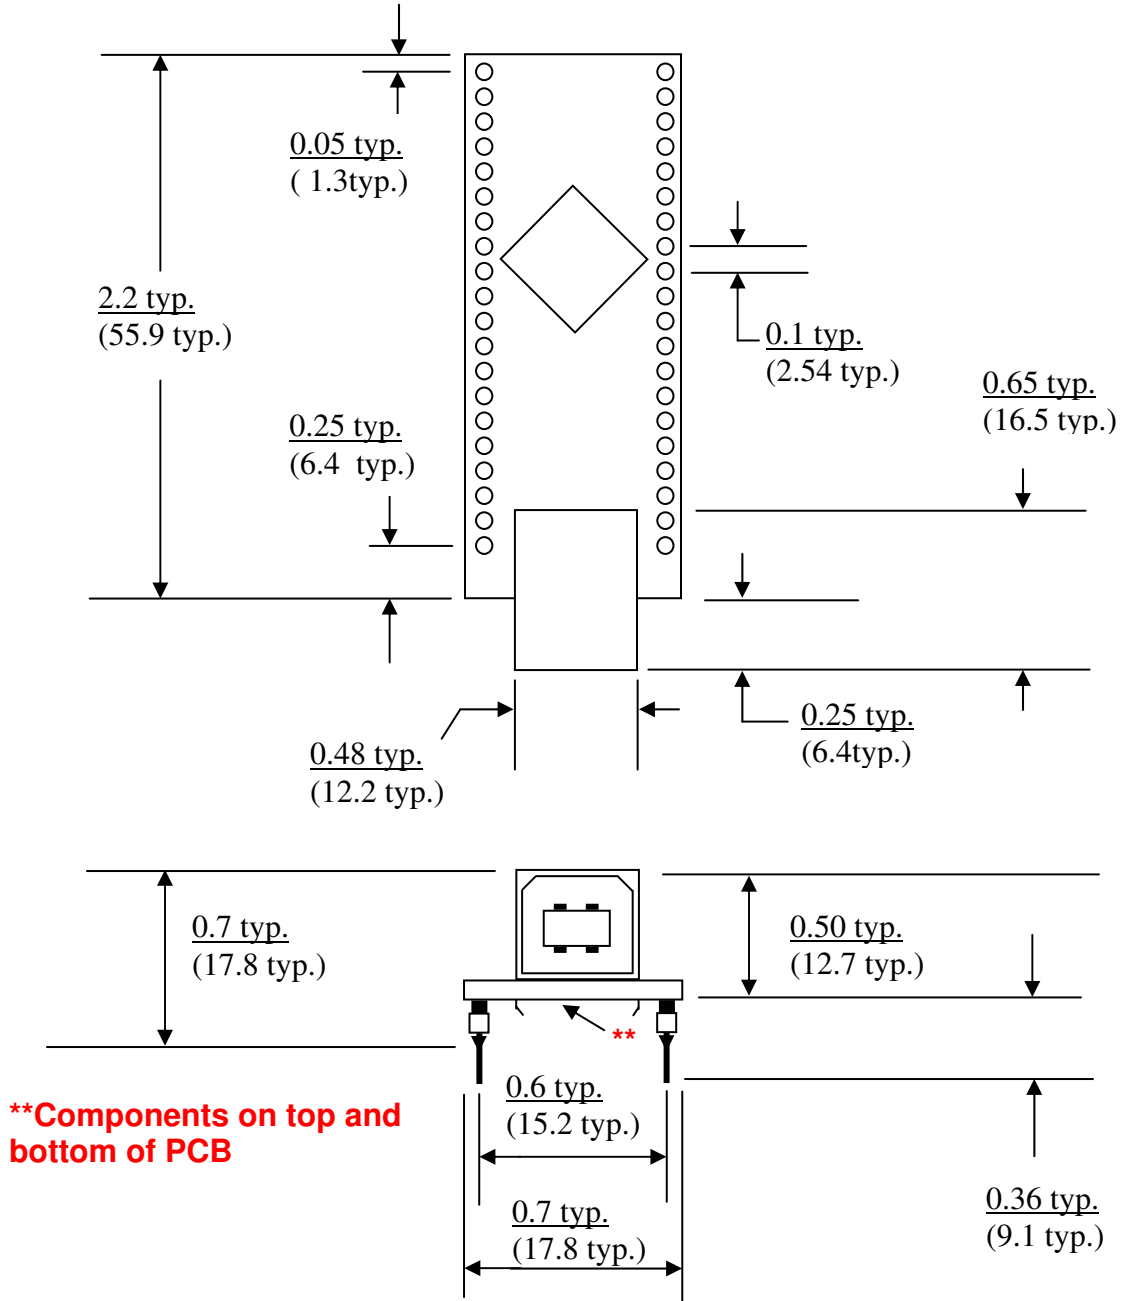 0.05 typ.
( 1.3typ.)
2.2 typ.
(55.9 typ.)
0.1 typ.
(2.54 typ.)
0.65 typ.
(16.5 typ.)
0.25 typ.
(6.4  typ.)
0.25 typ.
(6.4typ.)
0.48 typ.
(12.2 typ.)
0.7 typ.
(17.8 typ.)
0.50 typ.
(12.7 typ.)
**
0.6 typ.
(15.2 typ.)
**Components on top and
bottom of PCB
0.36 typ.
(9.1 typ.)
0.7 typ.
(17.8 typ.)